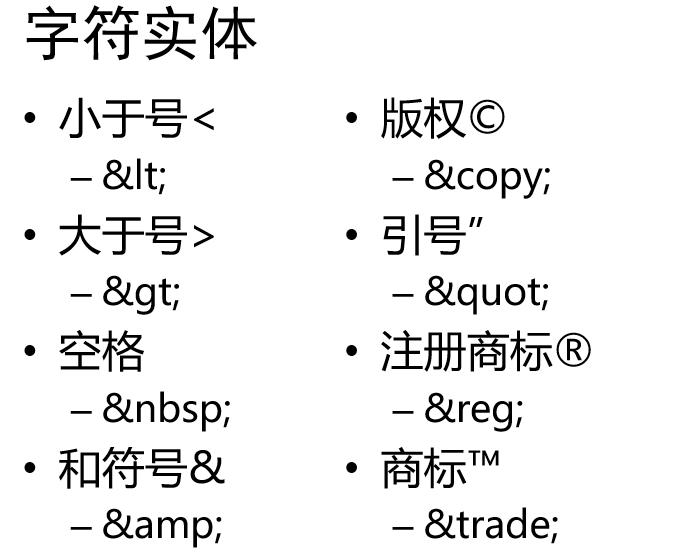 字符实体
• 小于号<
– &lt;
• 大于号>
– &gt;
• 空格
– &nbsp;
• 和符号&
– &amp;
• 版权©
– &copy;
• 引号”
– &quot;
• 注册商标®
– &reg;
• 商标™
– &trade;